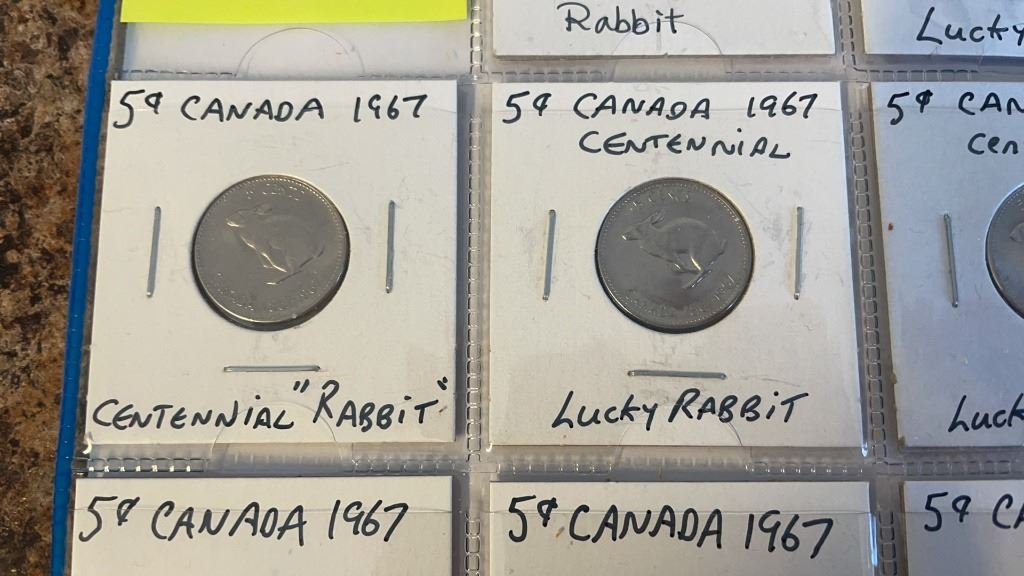 Rabbit
Lucky
5¢ CANADA 1967
CENTENNIAL "RABBiT"
5¢ CANADA 1967
CENTENNiAL
Lucky RABBiT
5¢ CAN
Cen
Luck
5¢ CANADA 1967
5¢ CANADA 1967
5¢ CA